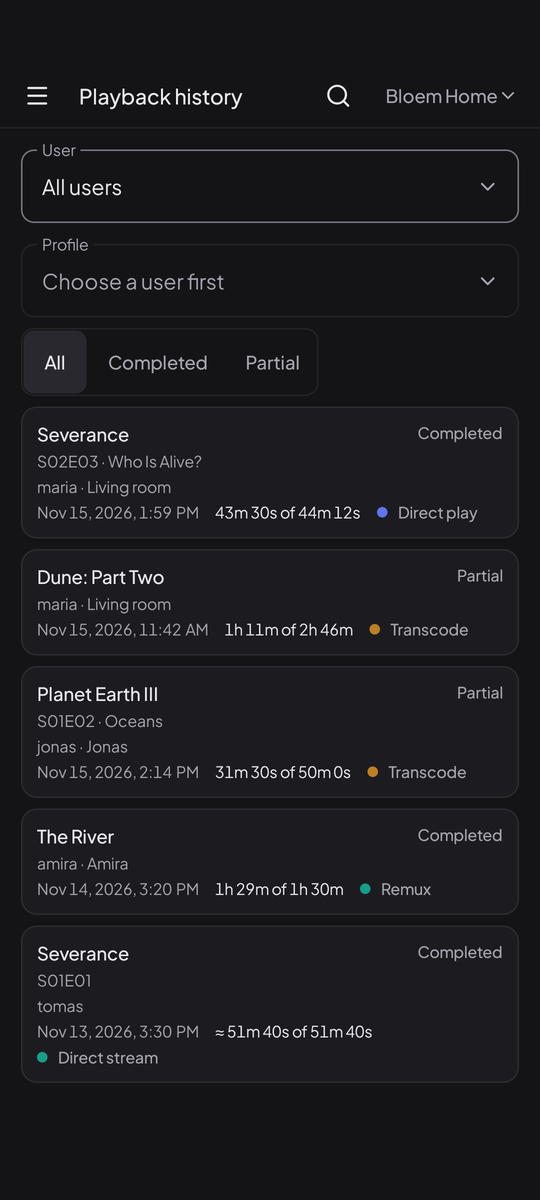 Playback history
Bloem Home
User
All users
Profile
Choose a user first
All Completed Partial
Severance Completed
S02E03 · Who Is Alive?
maria · Living room
Nov 15, 2026, 1:59 PM 43m 30s of 44m 12s Direct play
Dune: Part Two Partial
maria · Living room
Nov 15, 2026, 11:42 AM 1h 11m of 2h 46m Transcode
Planet Earth III Partial
S01E02 · Oceans
jonas · Jonas
Nov 15, 2026, 2:14 PM 31m 30s of 50m 0s Transcode
The River Completed
amira · Amira
Nov 14, 2026, 3:20 PM 1h 29m of 1h 30m Remux
Severance Completed
S01E01
tomas
Nov 13, 2026, 3:30 PM ≈ 51m 40s of 51m 40s
Direct stream